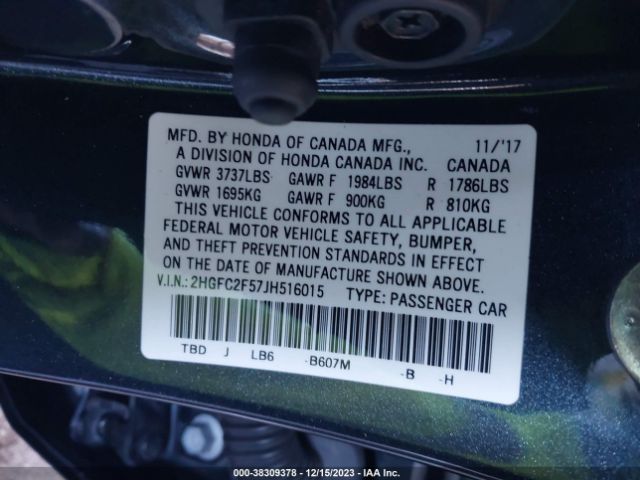 MFD. BY HONDA OF CANADA MFG., 11/'17
A DIVISION OF HONDA CANADA INC. CANADA
GVWR 3737LBS GAWR F 1984LBS R 1786LBS
GVWR 1695KG GAWR F 900KG R 810KG
THIS VEHICLE CONFORMS TO ALL APPLICABLE
FEDERAL MOTOR VEHICLE SAFETY, BUMPER,
AND THEFT PREVENTION STANDARDS IN EFFECT
ON THE DATE OF MANUFACTURE SHOWN ABOVE.
V.I.N.: 2HGFC2F57JH516015 TYPE: PASSENGER CAR
TBD J LB6 -B607M -B -H
000-38309378 - 12/15/2023 - IAA Inc.